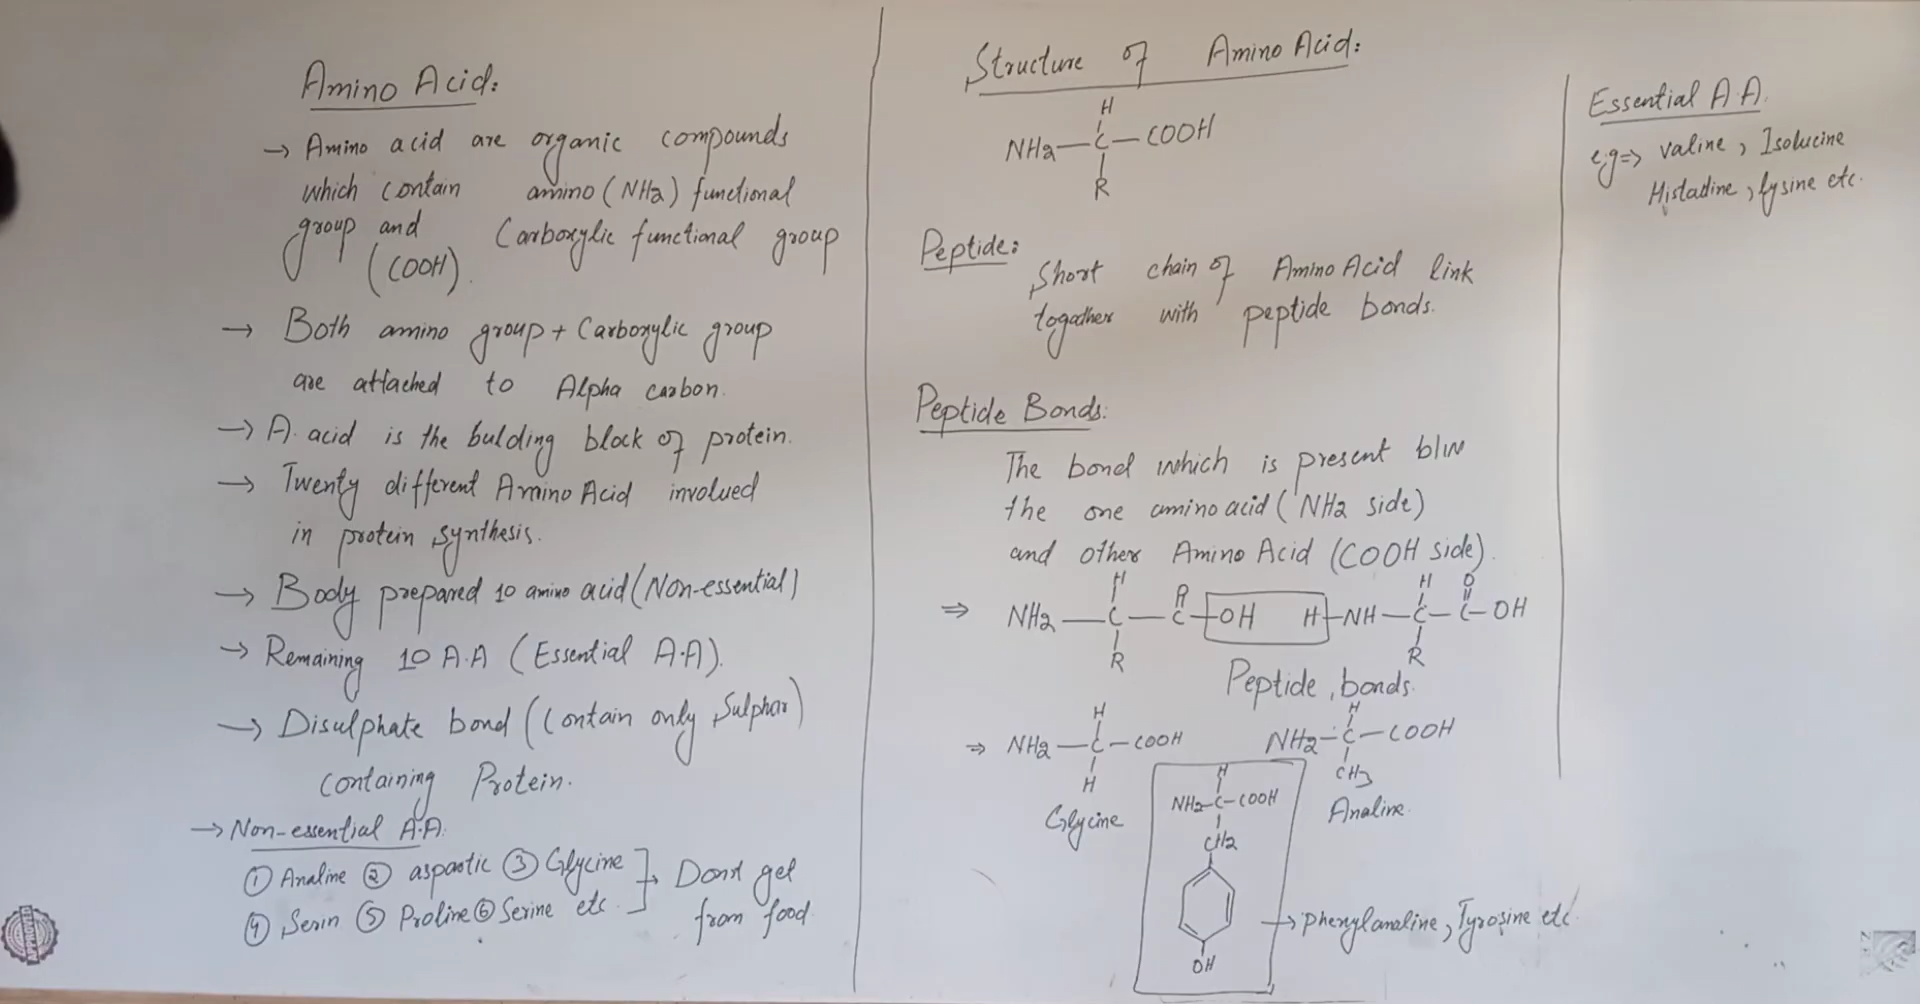 Amino Acid:
→ Amino acid are organic compounds
which contain amino (NH2) functional
group and Carboxylic functional group
(COOH).
→ Both amino group + Carboxylic group
are attached to Alpha carbon.
→ A. acid is the bulding block of protein.
→ Twenty different Amino Acid involved
in protein synthesis.
→ Body prepared 10 amino acid (Non-essential)
→ Remaining 10 A.A (Essential A.A).
→ Disulphate bond (Contain only Sulphar)
Containing Protein.
→ Non-essential A.A.
① Analine ② aspartic ③ Glycine
④ Serin ⑤ Proline ⑥ Serine etc.
→ Dont get
from food
Structure of Amino Acid:
H
NH2—C—COOH
R
Peptide:
Short chain of Amino Acid link
togather with peptide bonds.
Peptide Bonds:
The bond which is present b/w
the one amino acid (NH2 side)
and other Amino Acid (COOH side).
H H O
⇒ NH2—C—C—OH H—NH—C—C—OH
R R
Peptide bonds.
H H
⇒ NH2—C—COOH NH2—C—COOH
H CH3
Glycine Analine
H
NH2—C—COOH
CH2
OH
→ phenylanaline, Tyrosine etc
Essential A.A.
e.g=> valine, Isolucine
Histadine, lysine etc.
APPROVED